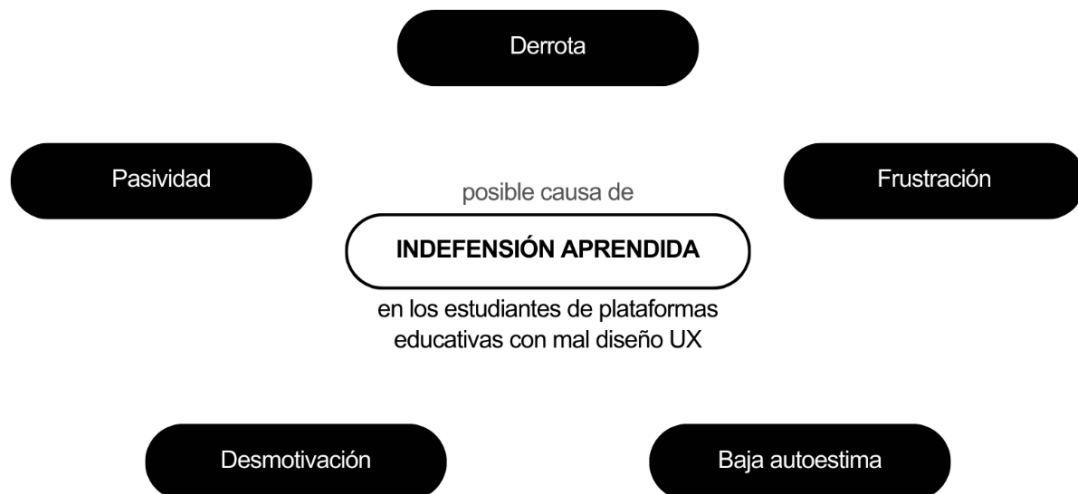 Derrota
Pasividad
Frustración
posible causa de
INDEFENSIÓN APRENDIDA
en los estudiantes de plataformas
educativas con mal diseño UX
Desmotivación
Baja autoestima